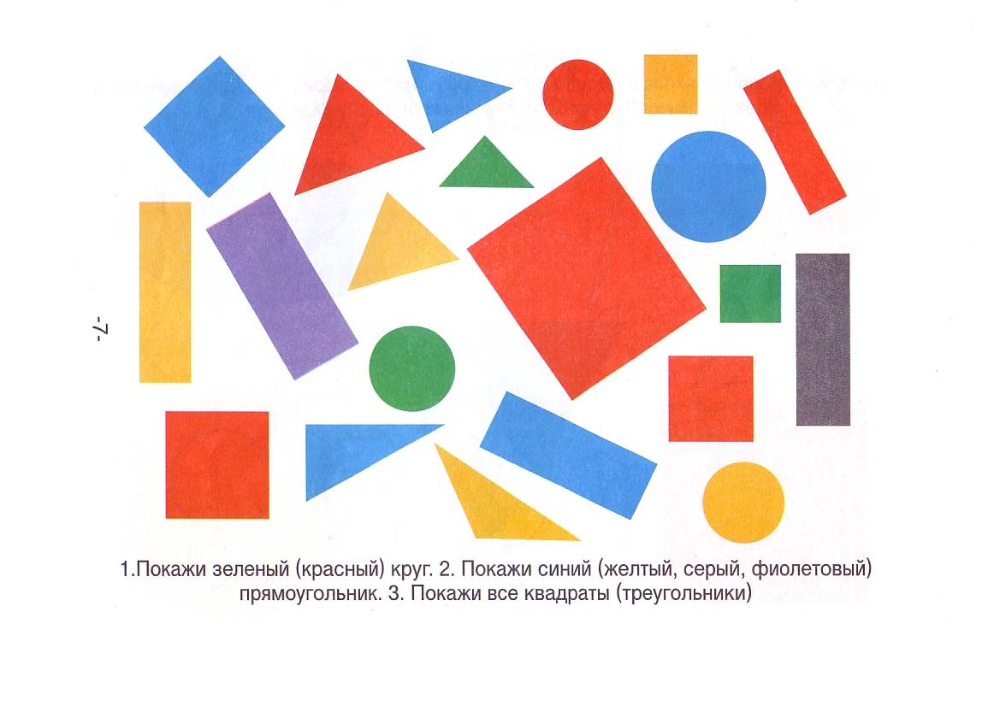 -7-
1.Покажи зеленый (красный) круг. 2. Покажи синий (желтый, серый, фиолетовый)
прямоугольник. 3. Покажи все квадраты (треугольники)